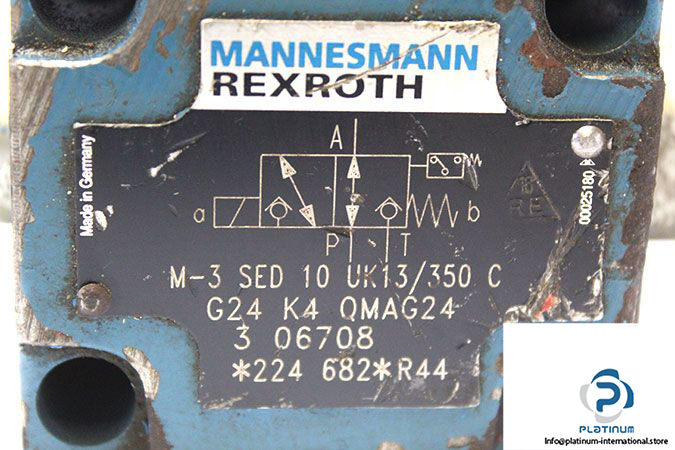 MANNESMANN
REXROTH
Made in Germany
A
a
b
P T
00025180
10
R.E.
M-3 SED 10 UK13/350 C
G24 K4 QMAG24
3 06708
*224 682*R44
PLATINUM
Info@platinum-international.store